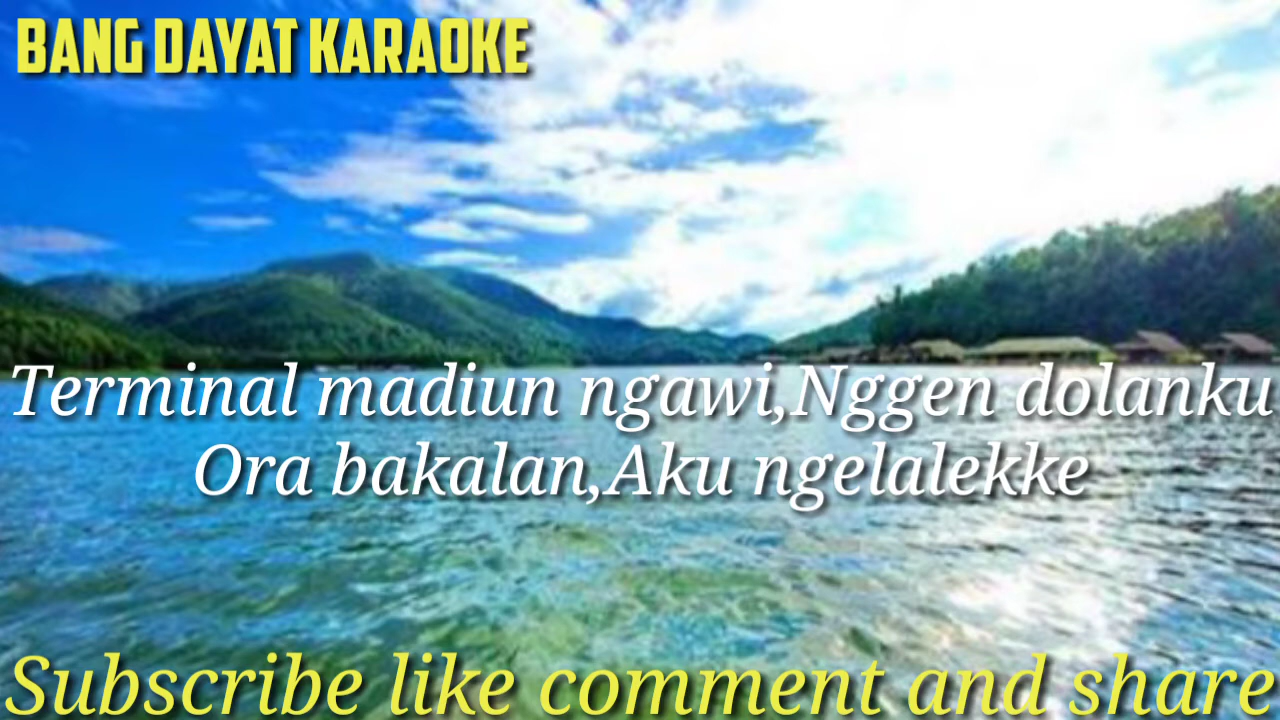 BANG DAYAT KARAOKE
Terminal madiun ngawi,Nggen dolanku
Ora bakalan,Aku ngelalekke
Subscribe like comment and share